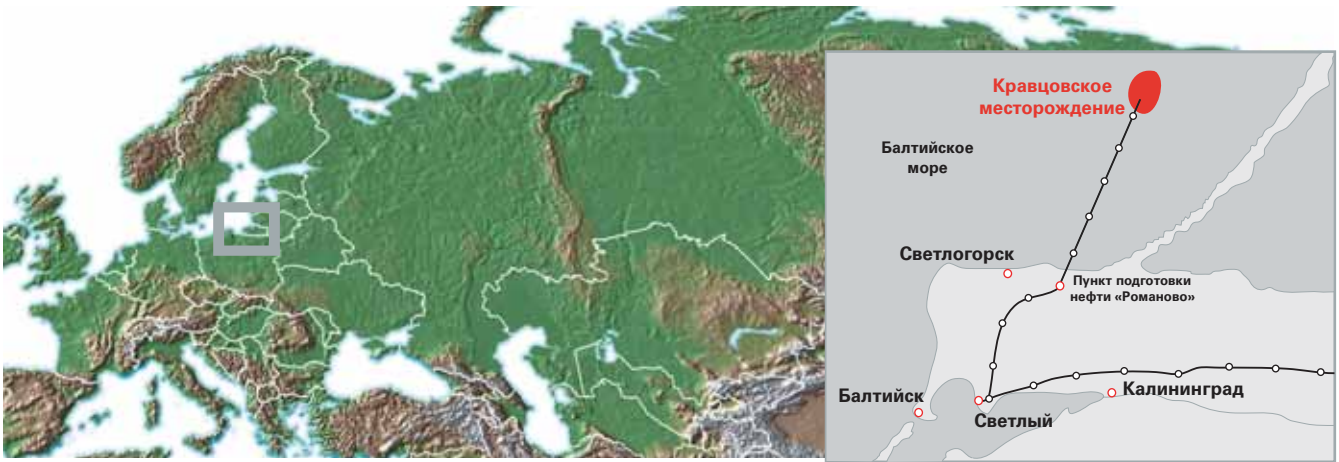 Кравцовское
месторождение
Балтийское
море
Светлогорск
Пункт подготовки
нефти «Романово»
Балтийск
Калининград
Светлый